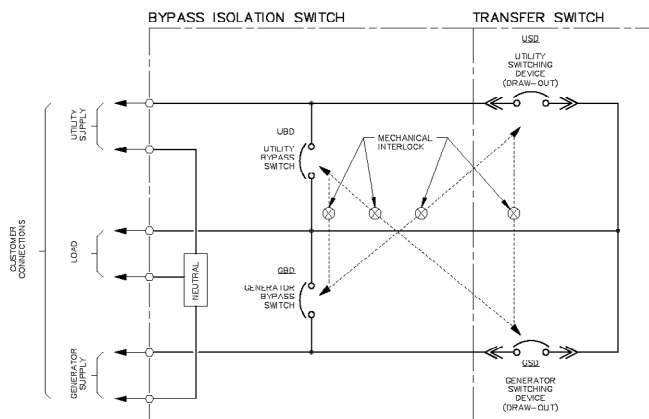 BYPASS ISOLATION SWITCH
TRANSFER SWITCH
USD
UTILITY
SWITCHING
DEVICE
(DRAW-OUT)
UBD
UTILITY
BYPASS
SWITCH
MECHANICAL
INTERLOCK
CUSTOMER
CONNECTIONS
UTILITY
SUPPLY
LOAD
NEUTRAL
GBD
GENERATOR
BYPASS
SWITCH
GENERATOR
SUPPLY
GSD
GENERATOR
SWITCHING
DEVICE
(DRAW-OUT)